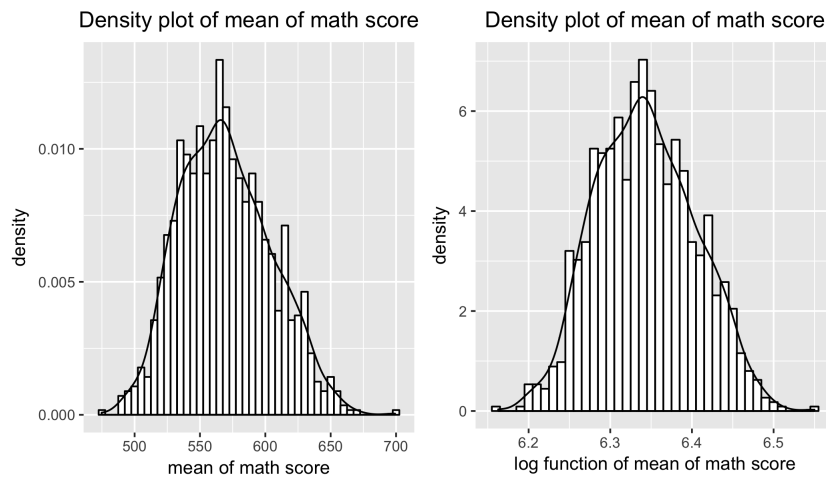 Density plot of mean of math score
density
0.010
0.005
0.000
500 550 600 650 700
mean of math score
Density plot of mean of math score
density
6
4
2
0
6.2 6.3 6.4 6.5
log function of mean of math score